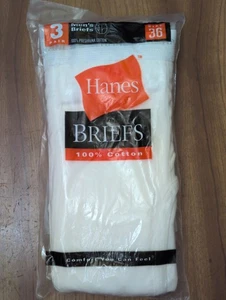 3
Men's
Briefs
36
Hanes
BRIEFS
100% Cotton
Comfort You Can Feel